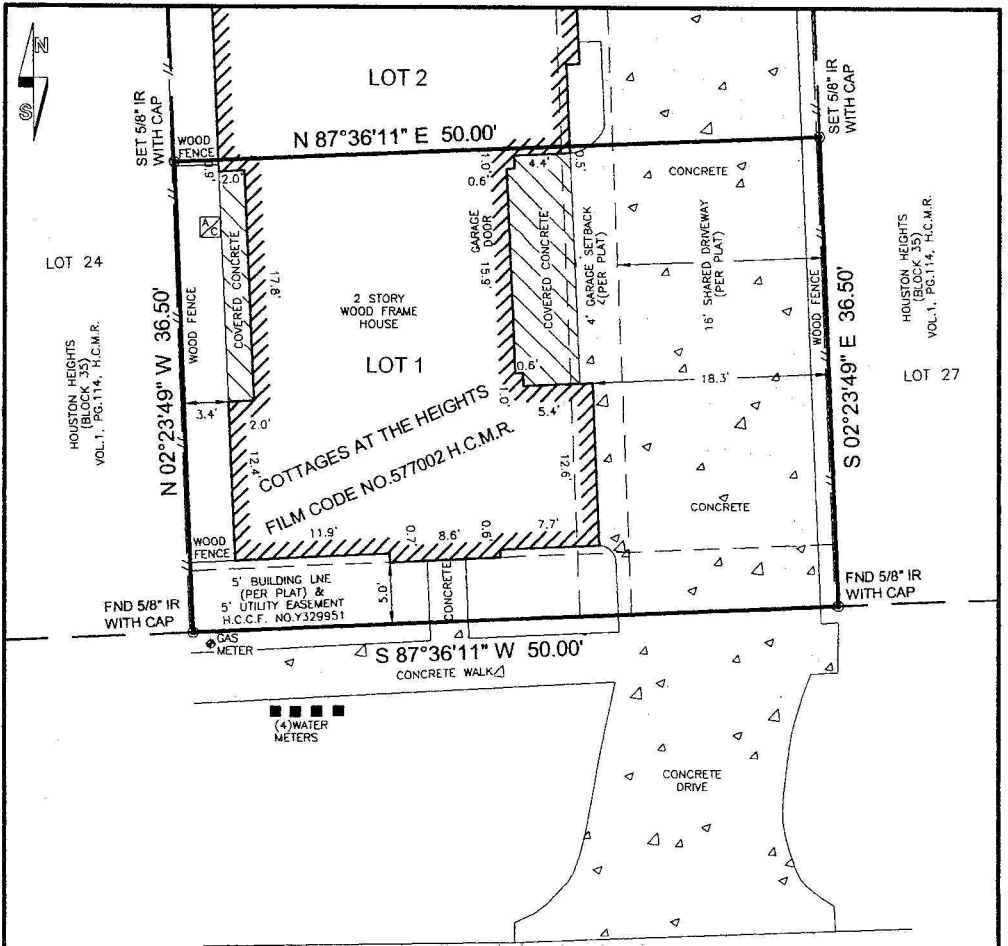 N
S
SET 5/8" IR
WITH CAP
WOOD
FENCE
LOT 2
N 87°36'11" E 50.00'
SET 5/8" IR
WITH CAP
0.9'
2.0'
1.0'
0.6'
4.4'
0.5'
CONCRETE
A/C
LOT 24
HOUSTON HEIGHTS
(BLOCK 35)
VOL.1, PG.114, H.C.M.R.
N 02°23'49" W 36.50'
WOOD FENCE
COVERED CONCRETE
17.8'
2 STORY
WOOD FRAME
HOUSE
LOT 1
GARAGE
DOOR
15.9'
COVERED CONCRETE
4' GARAGE SETBACK
(PER PLAT)
16' SHARED DRIVEWAY
(PER PLAT)
WOOD FENCE
S 02°23'49" E 36.50'
HOUSTON HEIGHTS
(BLOCK 35)
VOL.1, PG.114, H.C.M.R.
LOT 27
3.4'
2.0'
0.6'
5.4'
18.3'
12.4'
12.6'
COTTAGES AT THE HEIGHTS
FILM CODE NO.577002 H.C.M.R.
CONCRETE
WOOD
FENCE
11.9'
0.7'
8.6'
0.6'
7.7'
5' BUILDING LNE
(PER PLAT) &
5' UTILITY EASEMENT
H.C.C.F. NO.Y329951
5.0'
CONCRETE
FND 5/8" IR
WITH CAP
FND 5/8" IR
WITH CAP
GAS
METER
S 87°36'11" W 50.00'
CONCRETE WALK
(4)WATER
METERS
CONCRETE
DRIVE